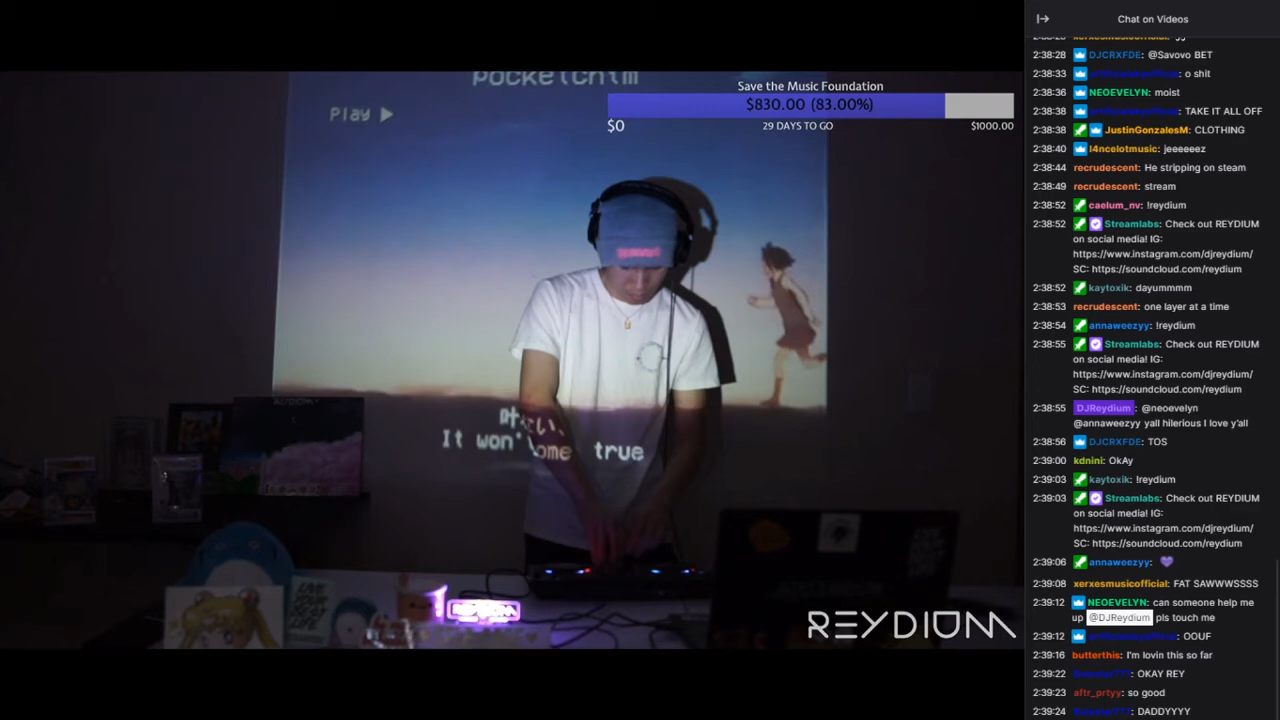 Pocketchim
Play
Save the Music Foundation
$830.00 (83.00%)
$0
29 DAYS TO GO
$1000.00
It won't come true
REYDIUM
REYDIUM
REYDIUM
Chat on Videos
2:38:28 DJCRXFDE: @Savovo BET
2:38:33 o shit
2:38:36 NEOEVELYN: moist
2:38:38 TAKE IT ALL OFF
2:38:38 JustinGonzalesM: CLOTHING
2:38:40 l4ncelotmusic: jeeeeeez
2:38:44 recrudescent: He stripping on steam
2:38:49 recrudescent: stream
2:38:52 caelum_nv: !reydium
2:38:52 Streamlabs: Check out REYDIUM
on social media! IG:
https://www.instagram.com/djreydium/
SC: https://soundcloud.com/reydium
2:38:52 kaytoxik: dayummmm
2:38:53 recrudescent: one layer at a time
2:38:54 annaweezyy: !reydium
2:38:55 Streamlabs: Check out REYDIUM
on social media! IG:
https://www.instagram.com/djreydium/
SC: https://soundcloud.com/reydium
2:38:55 DJReydium: @neoevelyn
@annaweezyy yall hilerious I love y'all
2:38:56 DJCRXFDE: TOS
2:39:00 kdnini: OkAy
2:39:03 kaytoxik: !reydium
2:39:03 Streamlabs: Check out REYDIUM
on social media! IG:
https://www.instagram.com/djreydium/
SC: https://soundcloud.com/reydium
2:39:06 annaweezyy:
2:39:08 xerxesmusicofficial: FAT SAWWWSSSS
2:39:12 NEOEVELYN: can someone help me
up @DJReydium pls touch me
2:39:12 OOUF
2:39:16 butterthis: I'm lovin this so far
2:39:22 OKAY REY
2:39:23 aftr_prtyy: so good
2:39:24 DADDYYYY